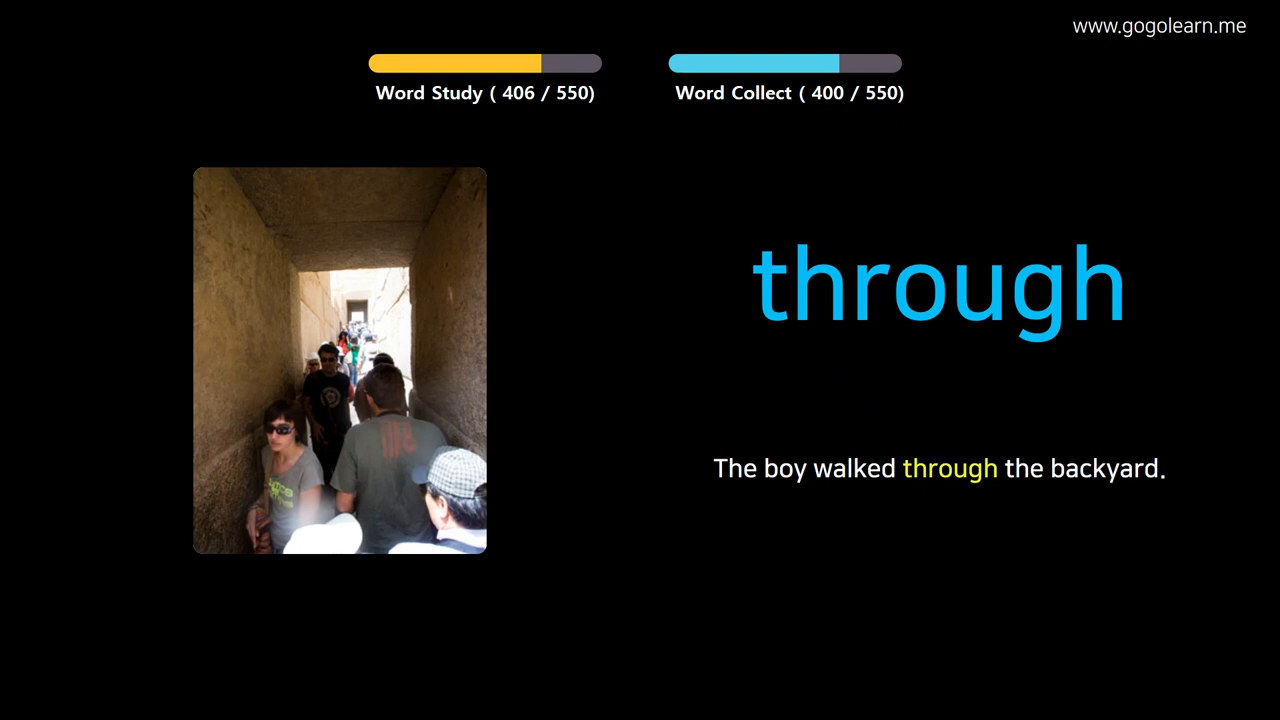 www.gogolearn.me
Word Study ( 406 / 550)
Word Collect ( 400 / 550)
through
The boy walked through the backyard.